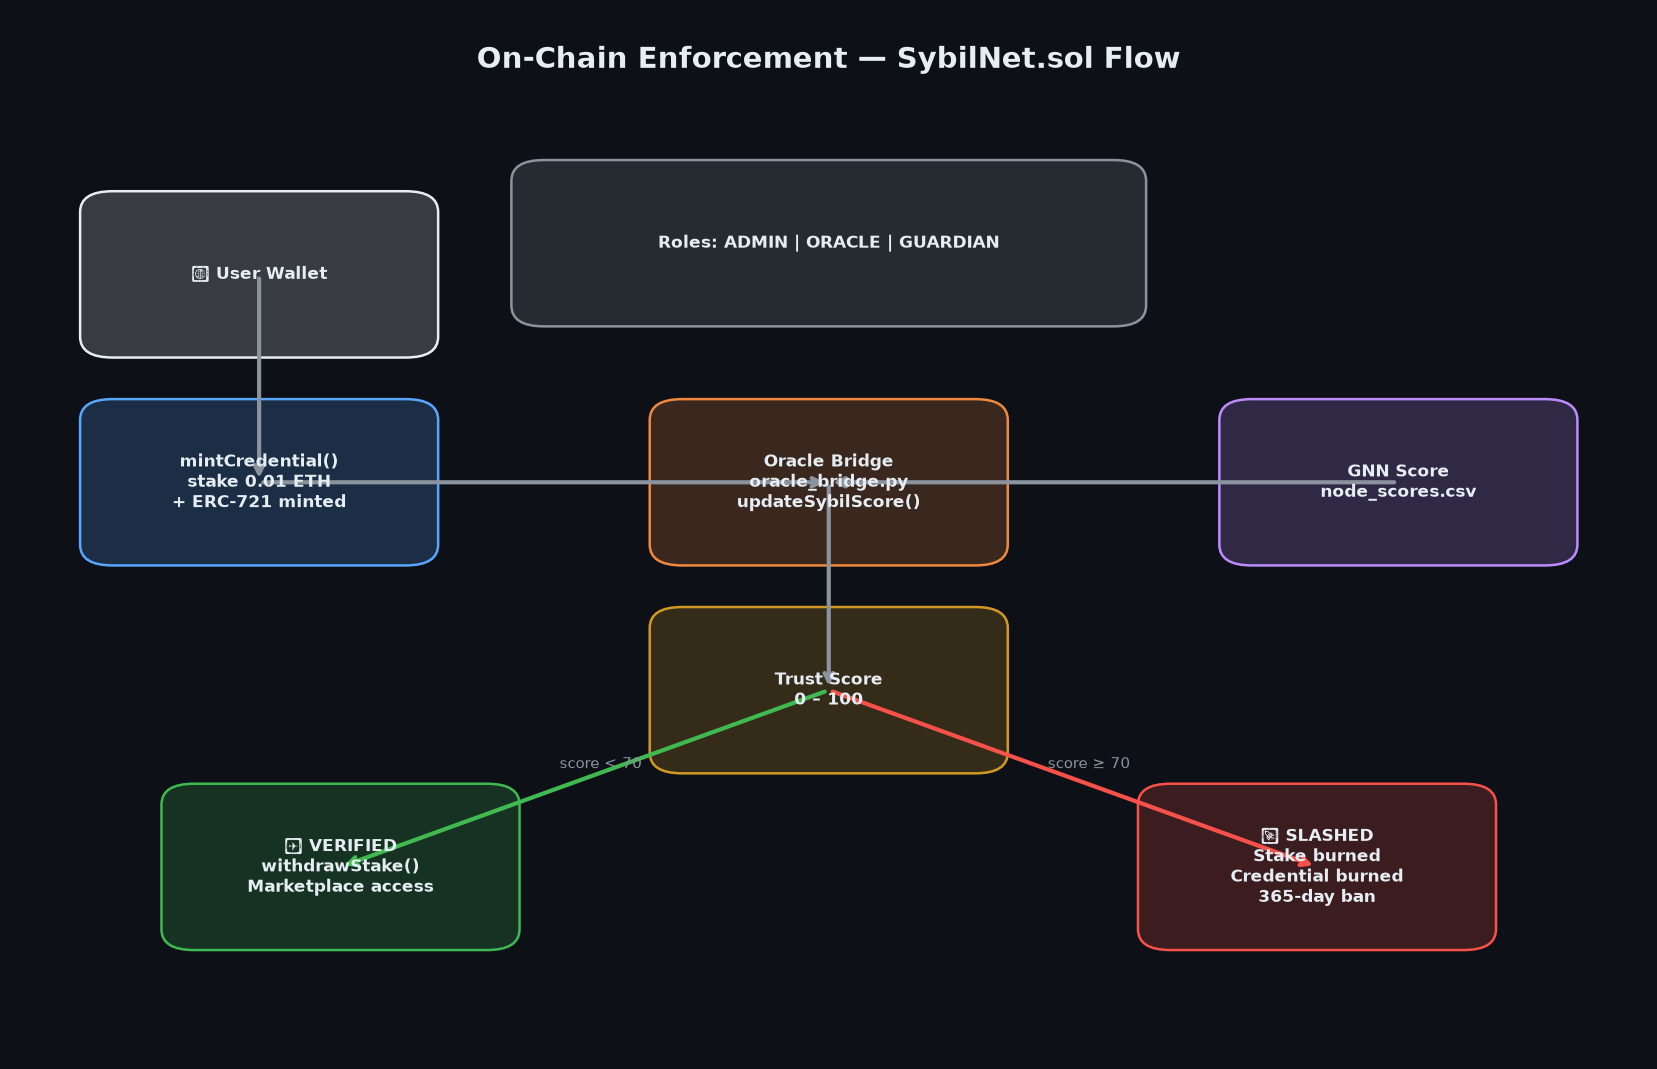 On-Chain Enforcement — SybilNet.sol Flow
Roles: ADMIN | ORACLE | GUARDIAN
User Wallet
mintCredential()
stake 0.01 ETH
+ ERC-721 minted
Oracle Bridge
oracle_bridge.py
updateSybilScore()
GNN Score
node_scores.csv
Trust Score
0 – 100
score < 70
score ≥ 70
VERIFIED
withdrawStake()
Marketplace access
SLASHED
Stake burned
Credential burned
365-day ban